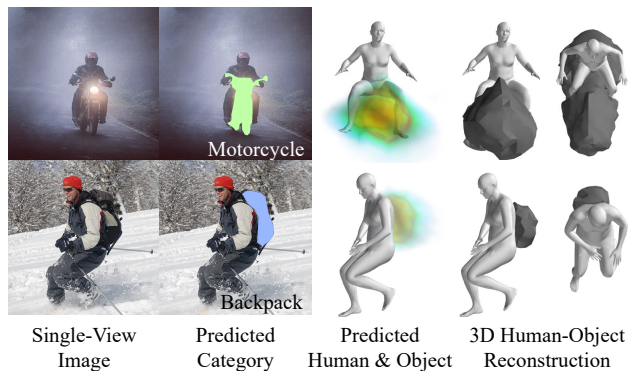 Motorcycle
Backpack
Single-View Image
Predicted Category
Predicted Human & Object
3D Human-Object Reconstruction